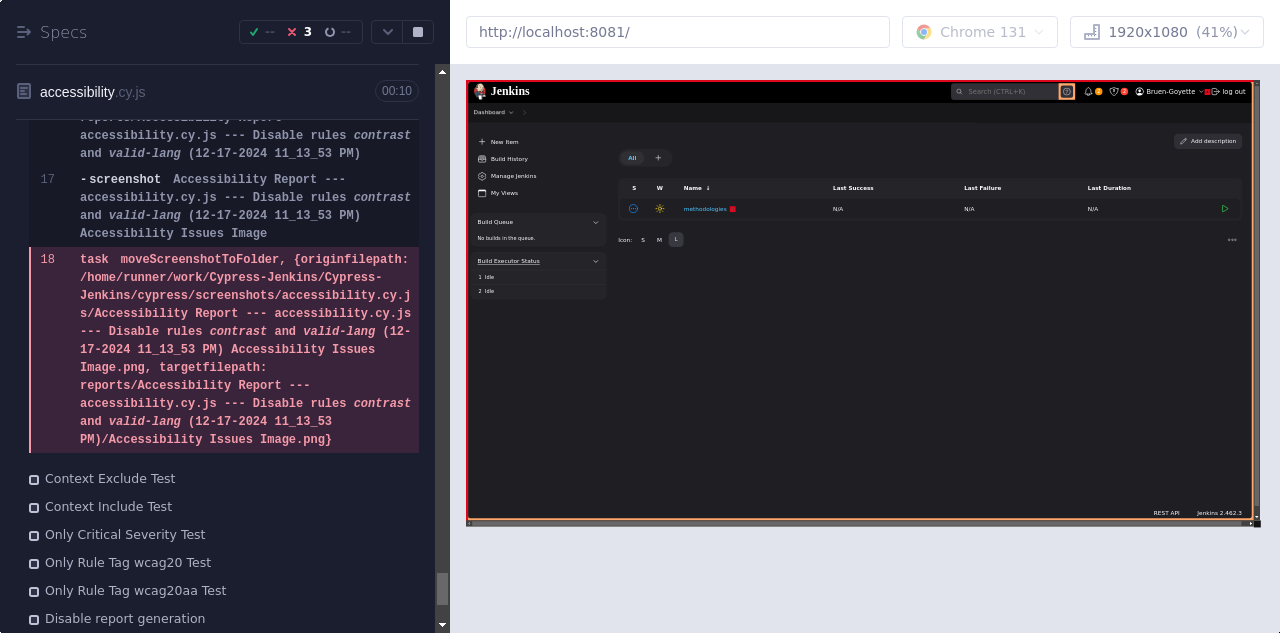 Specs
--
3
--
http://localhost:8081/
Chrome 131
1920x1080 (41%)
accessibility.cy.js
00:10
reports/Accessibility Report ---
accessibility.cy.js --- Disable rules contrast
and valid-lang (12-17-2024 11_13_53 PM)
17
-screenshot Accessibility Report ---
accessibility.cy.js --- Disable rules contrast
and valid-lang (12-17-2024 11_13_53 PM)
Accessibility Issues Image
18
task moveScreenshotToFolder, {originfilepath:
/home/runner/work/Cypress-Jenkins/Cypress-
Jenkins/cypress/screenshots/accessibility.cy.j
s/Accessibility Report --- accessibility.cy.js
--- Disable rules contrast and valid-lang (12-
17-2024 11_13_53 PM) Accessibility Issues
Image.png, targetfilepath:
reports/Accessibility Report ---
accessibility.cy.js --- Disable rules contrast
and valid-lang (12-17-2024 11_13_53
PM)/Accessibility Issues Image.png}
Context Exclude Test
Context Include Test
Only Critical Severity Test
Only Rule Tag wcag20 Test
Only Rule Tag wcag20aa Test
Disable report generation
Jenkins
Search (CTRL+K)
2
2
Bruen-Goyette
log out
Dashboard
New Item
Build History
Manage Jenkins
My Views
Build Queue
No builds in the queue.
Build Executor Status
1 Idle
2 Idle
Add description
All
+
S W Name ↓ Last Success Last Failure Last Duration
methodologies N/A N/A N/A
Icon: S M L
REST API
Jenkins 2.462.3